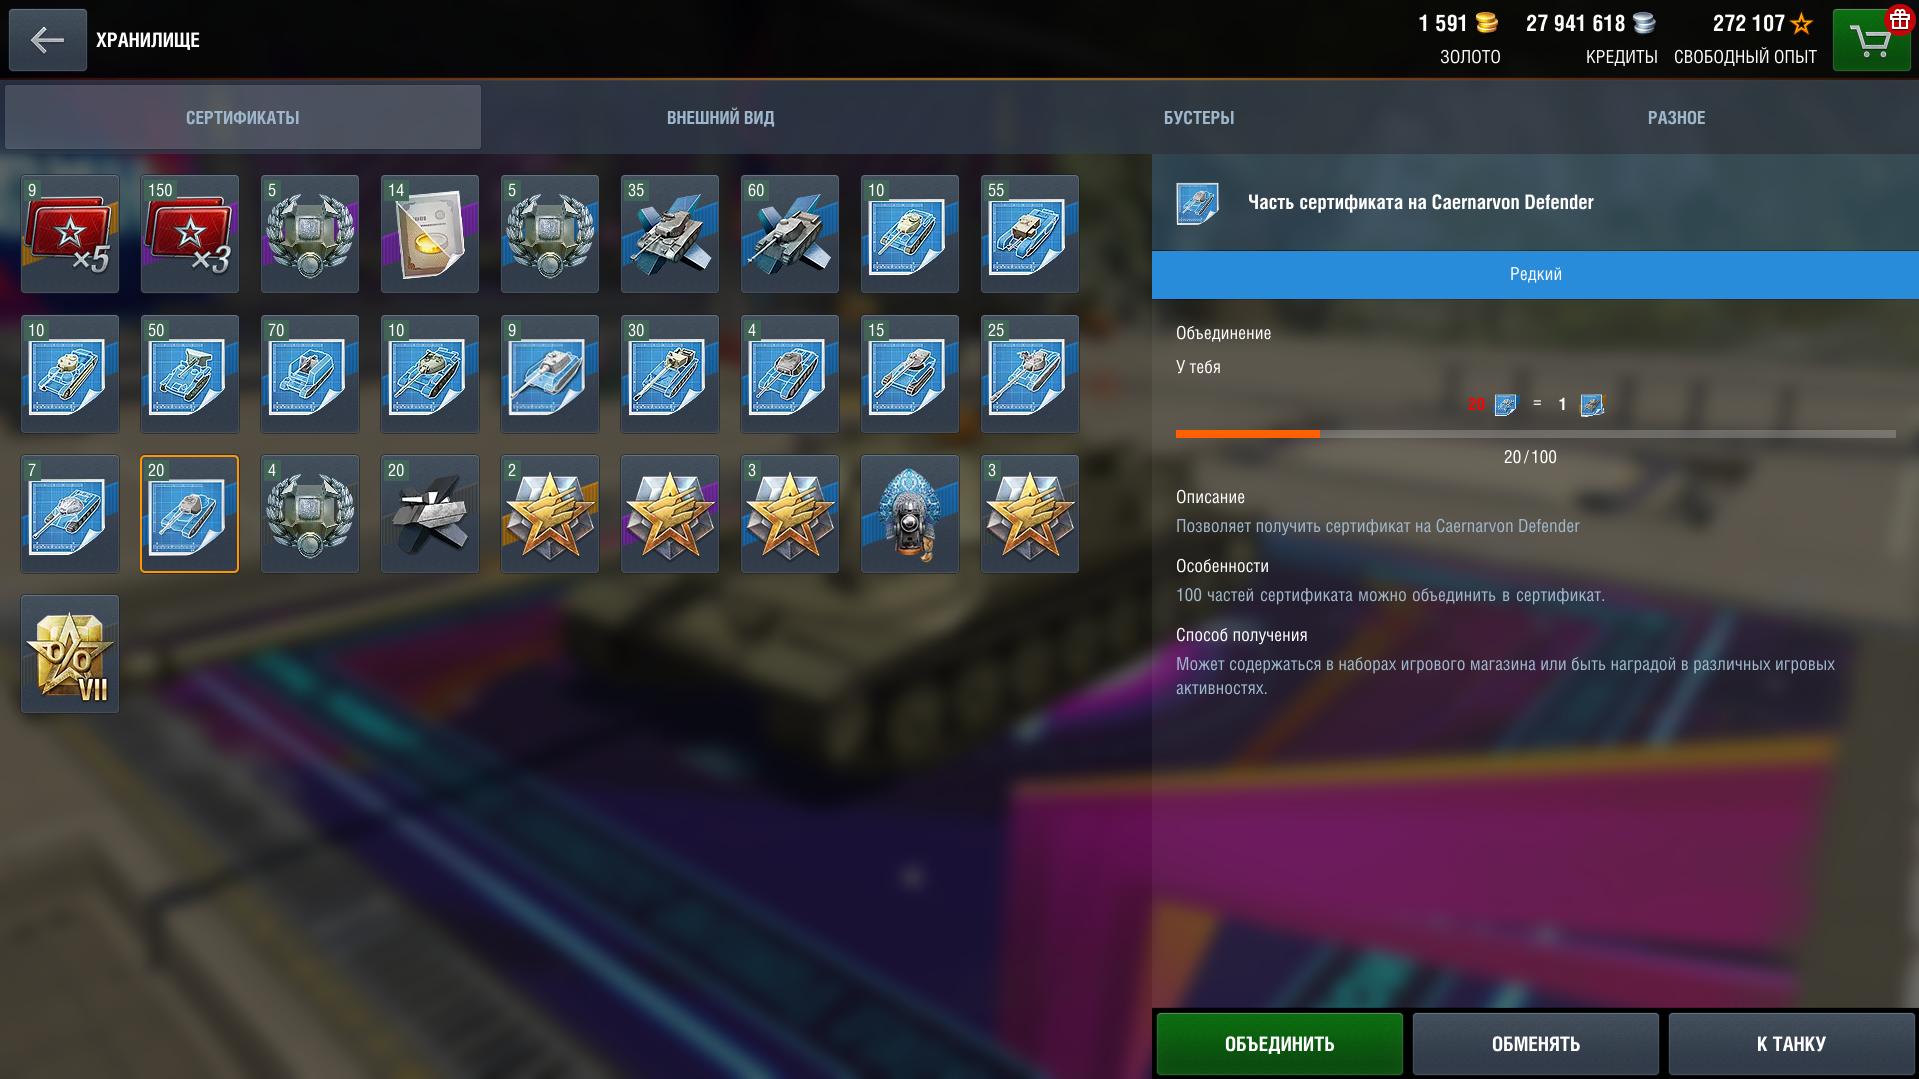 ХРАНИЛИЩЕ
1 591
27 941 618
272 107
ЗОЛОТО
КРЕДИТЫ
СВОБОДНЫЙ ОПЫТ
СЕРТИФИКАТЫ
ВНЕШНИЙ ВИД
БУСТЕРЫ
РАЗНОЕ
9 150 5 14 5 35 60 10 55
×5 ×3
10 50 70 10 9 30 4 15 25
7 20 4 20 2 3 3
% VII
Часть сертификата на Caernarvon Defender
Редкий
Объединение
У тебя
20 = 1
20/100
Описание
Позволяет получить сертификат на Caernarvon Defender
Особенности
100 частей сертификата можно объединить в сертификат.
Способ получения
Может содержаться в наборах игрового магазина или быть наградой в различных игровых
активностях.
ОБЪЕДИНИТЬ
ОБМЕНЯТЬ
К ТАНКУ